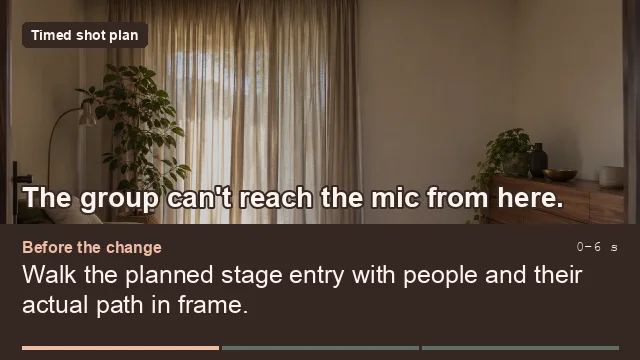 Timed shot plan
The group can't reach the mic from here.
Before the change
0–6 s
Walk the planned stage entry with people and their
actual path in frame.